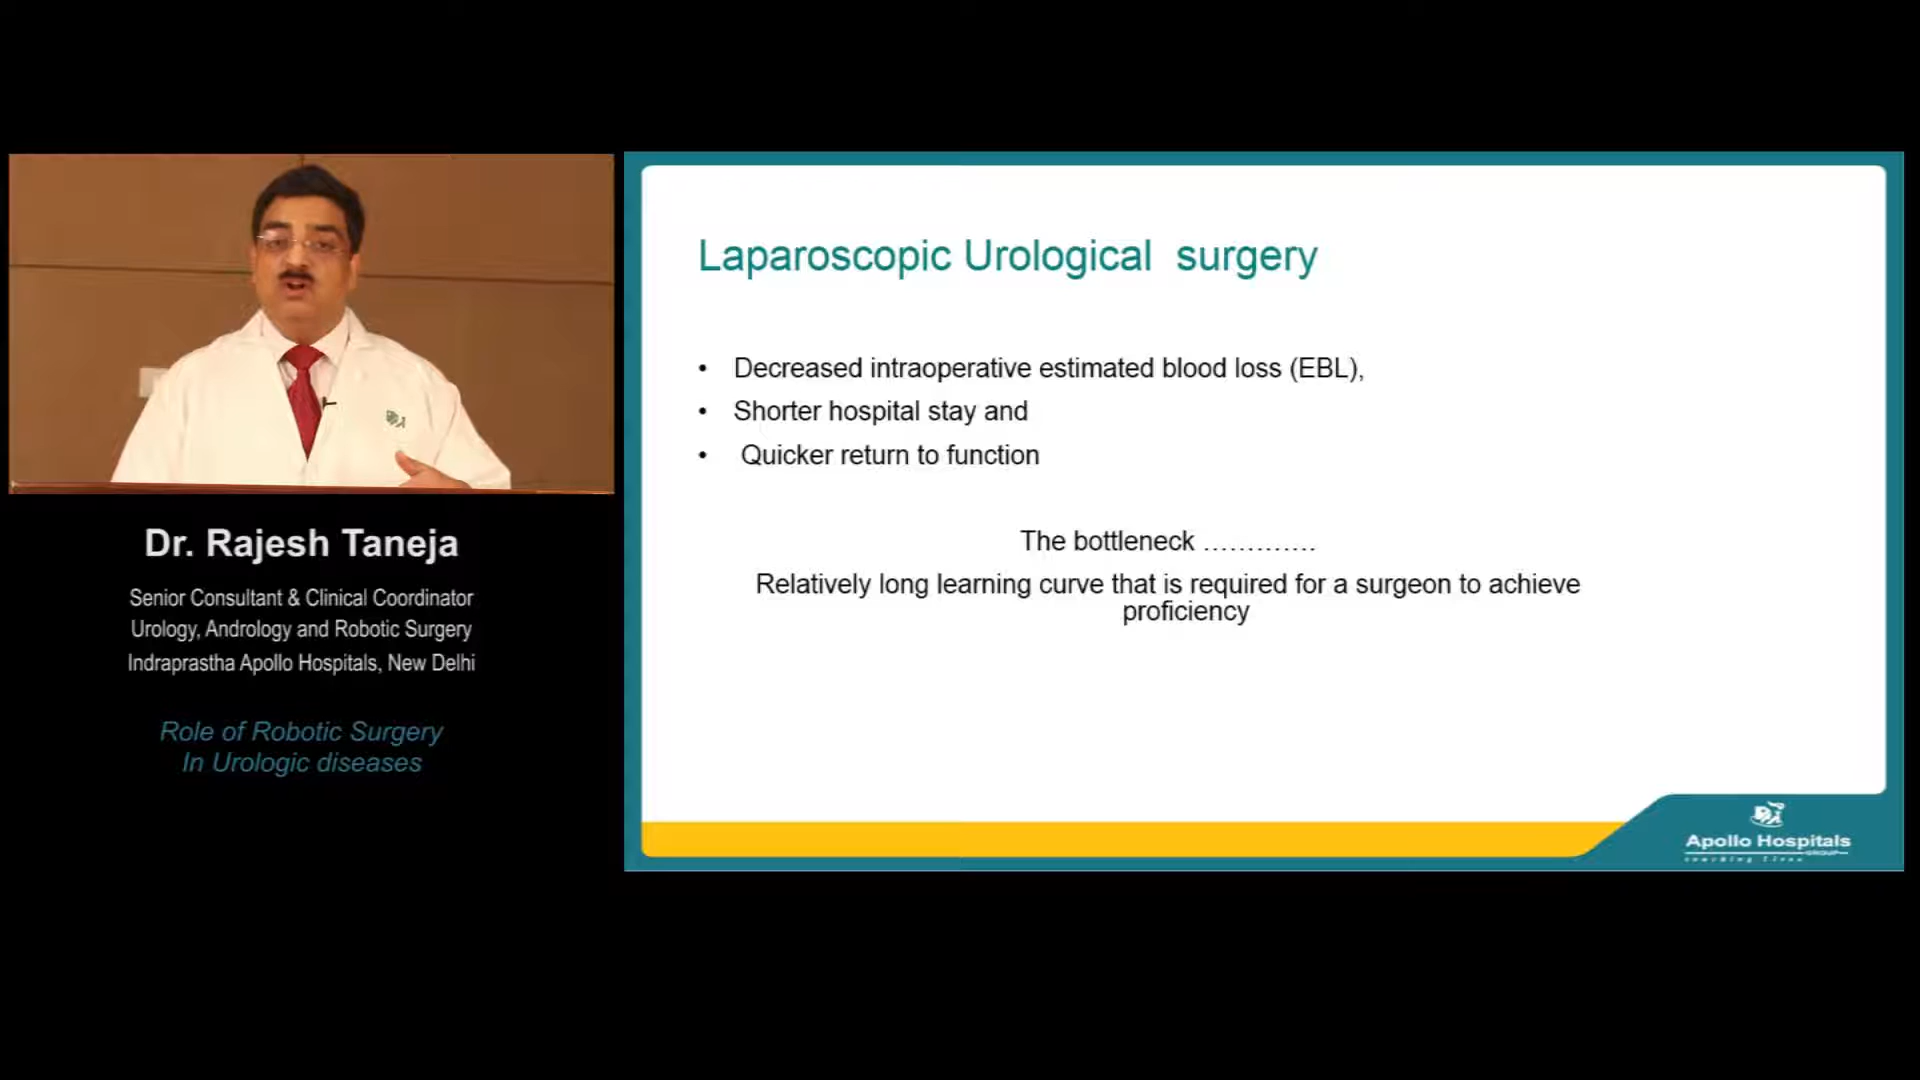 Dr. Rajesh Taneja
Senior Consultant & Clinical Coordinator
Urology, Andrology and Robotic Surgery
Indraprastha Apollo Hospitals, New Delhi
Role of Robotic Surgery
In Urologic diseases
Laparoscopic Urological surgery
• Decreased intraoperative estimated blood loss (EBL),
• Shorter hospital stay and
• Quicker return to function
The bottleneck .............
Relatively long learning curve that is required for a surgeon to achieve
proficiency
Apollo Hospitals
GROUP